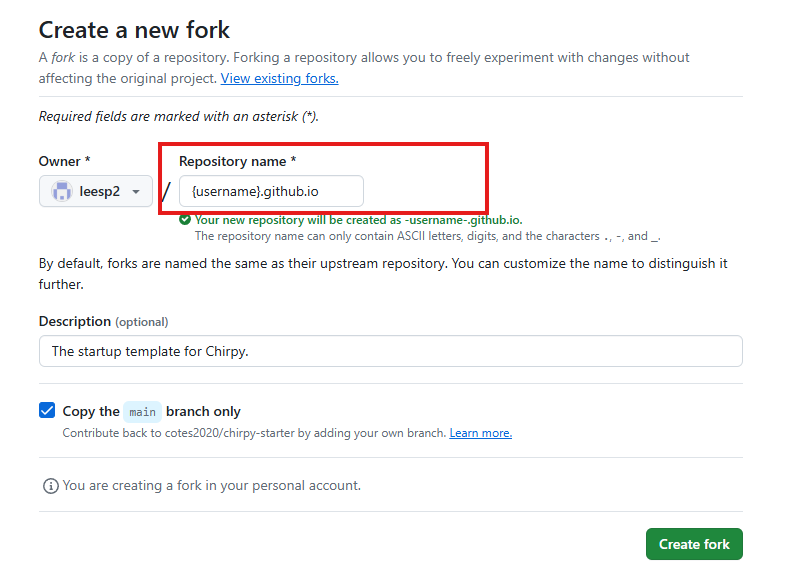 Create a new fork
A fork is a copy of a repository. Forking a repository allows you to freely experiment with changes without
affecting the original project. View existing forks.
Required fields are marked with an asterisk (*).
Owner *
Repository name *
leesp2
/
{username}.github.io
Your new repository will be created as -username-.github.io.
The repository name can only contain ASCII letters, digits, and the characters ., -, and _.
By default, forks are named the same as their upstream repository. You can customize the name to distinguish it
further.
Description (optional)
The startup template for Chirpy.
Copy the main branch only
Contribute back to cotes2020/chirpy-starter by adding your own branch. Learn more.
You are creating a fork in your personal account.
Create fork